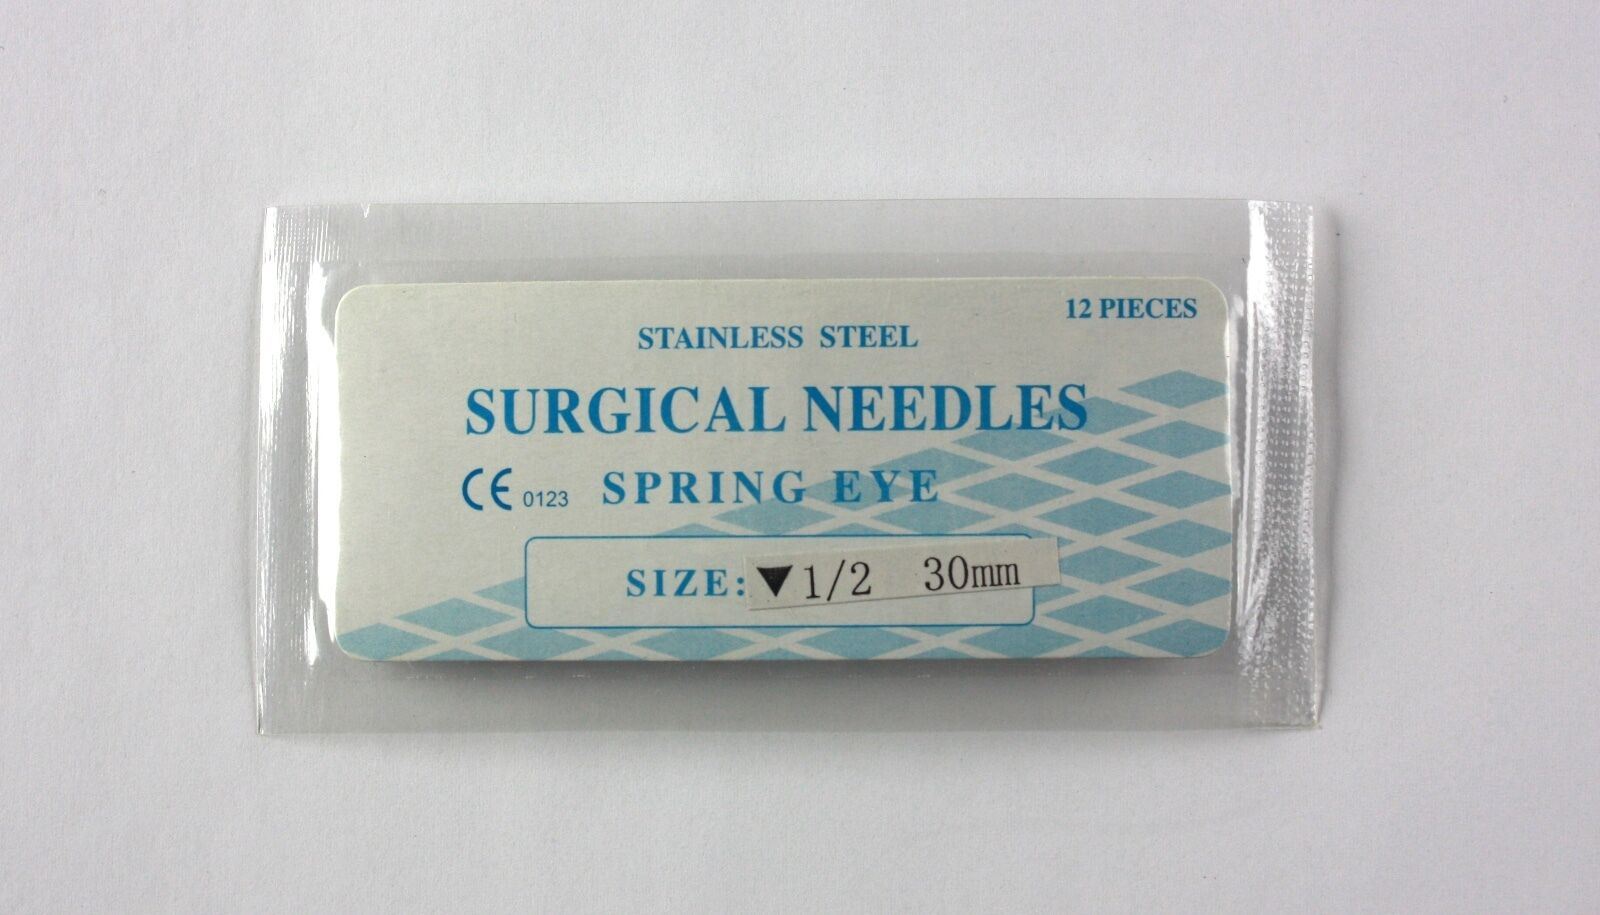 12 PIECES
STAINLESS STEEL
SURGICAL NEEDLES
CE 0123 SPRING EYE
SIZE: ▼ 1/2 30mm